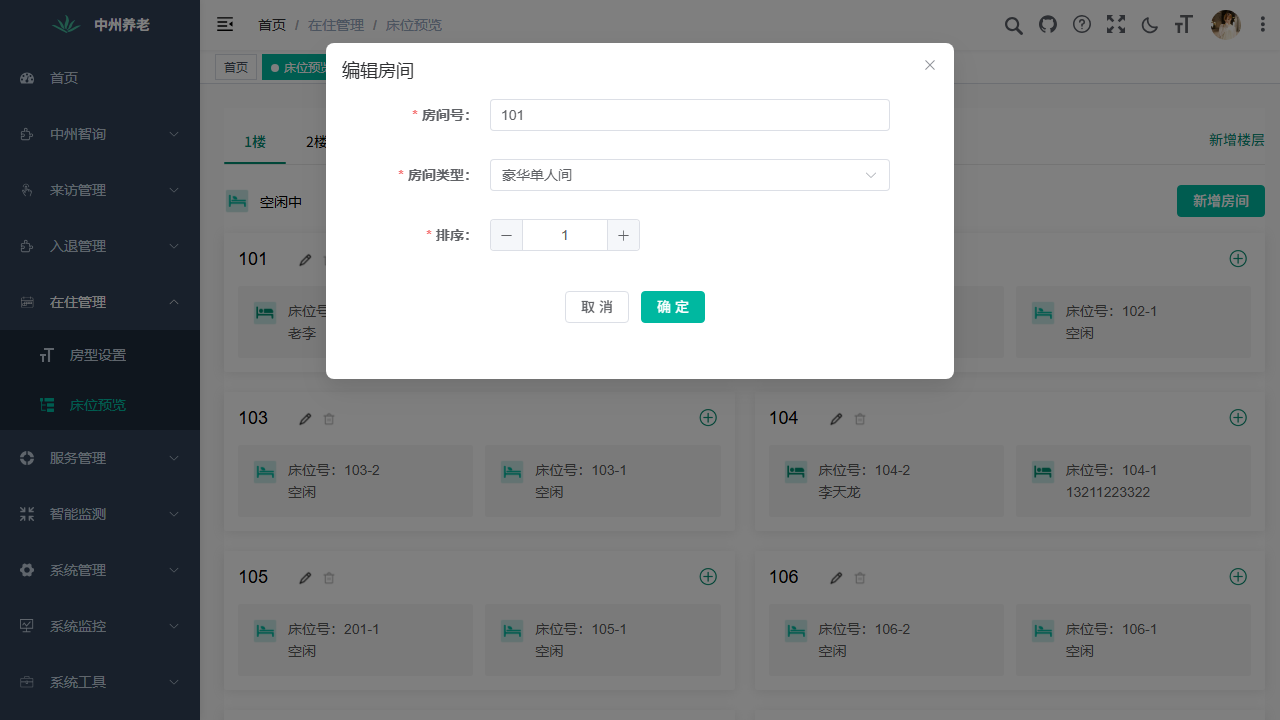 中州养老
首页
中州智询
来访管理
入退管理
在住管理
房型设置
床位预览
服务管理
智能监测
系统管理
系统监控
系统工具
首页 / 在住管理 / 床位预览
首页
床位预览
编辑房间
* 房间号：
101
* 房间类型：
豪华单人间
* 排序：
1
取 消
确 定
1楼
2楼
新增楼层
空闲中
新增房间
101
床位号
老李
床位号：102-1
空闲
103
床位号：103-2
空闲
床位号：103-1
空闲
104
床位号：104-2
李天龙
床位号：104-1
13211223322
105
床位号：201-1
空闲
床位号：105-1
空闲
106
床位号：106-2
空闲
床位号：106-1
空闲